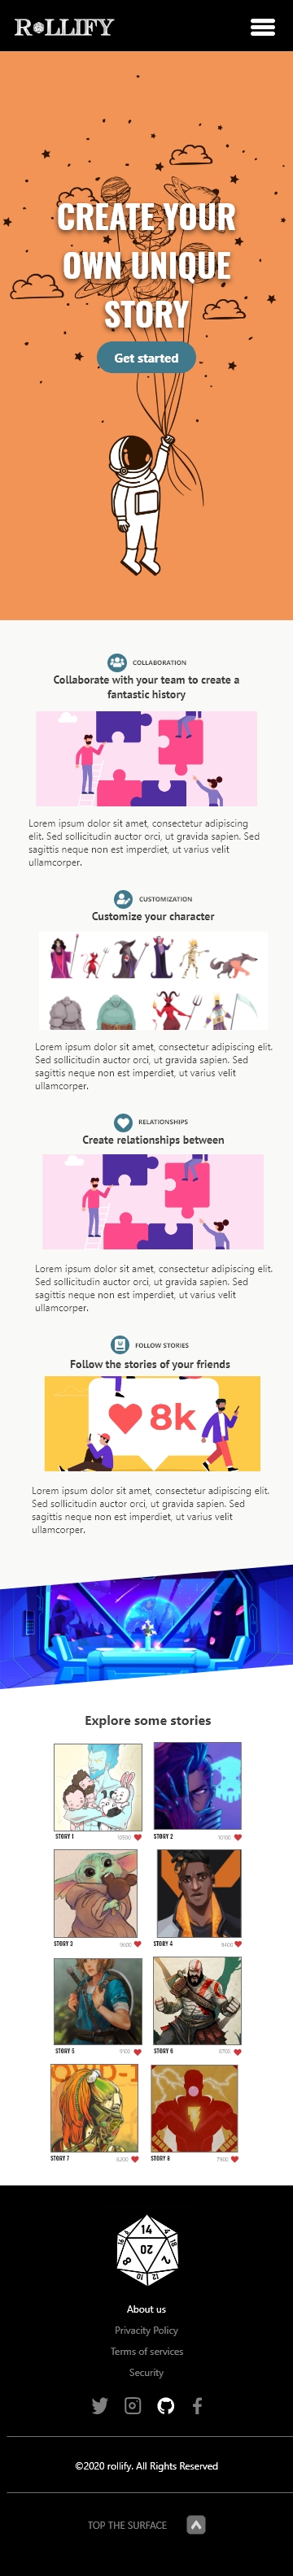 ROLLIFY
CREATE YOUR
OWN UNIQUE
STORY
Get started
COLLABORATION
Collaborate with your team to create a
fantastic history
Lorem ipsum dolor sit amet, consectetur adipiscing
elit. Sed sollicitudin auctor orci, ut gravida sapien. Sed
sagittis neque non est imperdiet, ut varius velit
ullamcorper.
CUSTOMIZATION
Customize your character
Lorem ipsum dolor sit amet, consectetur adipiscing elit.
Sed sollicitudin auctor orci, ut gravida sapien. Sed
sagittis neque non est imperdiet, ut varius velit
ullamcorper.
RELATIONSHIPS
Create relationships between
Lorem ipsum dolor sit amet, consectetur adipiscing elit.
Sed sollicitudin auctor orci, ut gravida sapien. Sed
sagittis neque non est imperdiet, ut varius velit
ullamcorper.
FOLLOW STORIES
Follow the stories of your friends
8k
Lorem ipsum dolor sit amet, consectetur adipiscing elit.
Sed sollicitudin auctor orci, ut gravida sapien. Sed
sagittis neque non est imperdiet, ut varius velit
ullamcorper.
Explore some stories
STORY 1
STORY 2
STORY 3
STORY 4
STORY 5
STORY 6
STORY 7
STORY 8
14
20
8
2
About us
Privacity Policy
Terms of services
Security
©2020 rollify. All Rights Reserved
TOP THE SURFACE